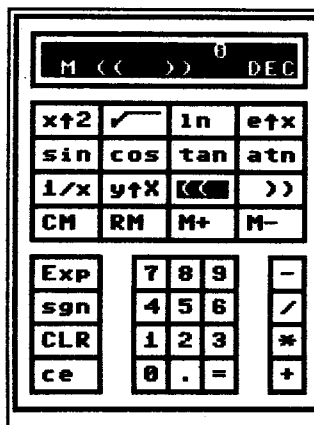 0
M (( )) DEC
x↑2 √ ln e↑x
sin cos tan atn
1/x y↑X (( ))
CM RM M+ M-
Exp 7 8 9 -
sgn 4 5 6 /
CLR 1 2 3 *
ce 0 . = +